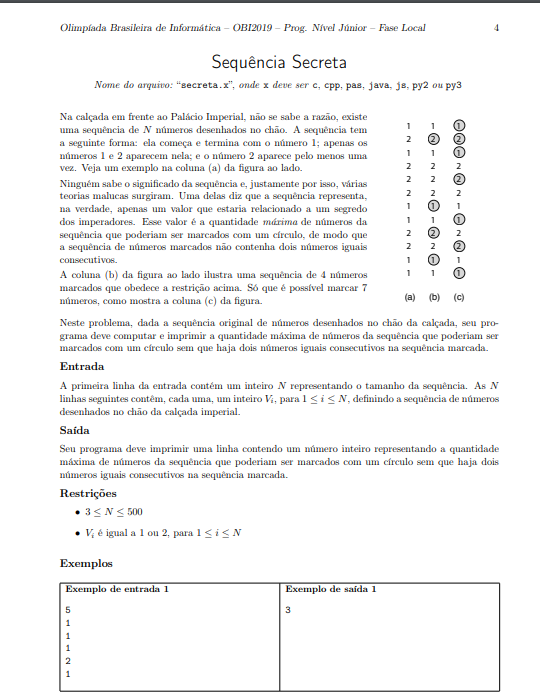 Olimpíada Brasileira de Informática – OBI2019 – Prog. Nível Júnior – Fase Local 4
Sequência Secreta
Nome do arquivo: “secreta.x”, onde x deve ser c, cpp, pas, java, js, py2 ou py3
Na calçada em frente ao Palácio Imperial, não se sabe a razão, existe
uma sequência de N números desenhados no chão. A sequência tem
a seguinte forma: ela começa e termina com o número 1; apenas os
números 1 e 2 aparecem nela; e o número 2 aparece pelo menos uma
vez. Veja um exemplo na coluna (a) da figura ao lado.
Ninguém sabe o significado da sequência e, justamente por isso, várias
teorias malucas surgiram. Uma delas diz que a sequência representa,
na verdade, apenas um valor que estaria relacionado a um segredo
dos imperadores. Esse valor é a quantidade máxima de números da
sequência que poderiam ser marcados com um círculo, de modo que
a sequência de números marcados não contenha dois números iguais
consecutivos.
A coluna (b) da figura ao lado ilustra uma sequência de 4 números
marcados que obedece a restrição acima. Só que é possível marcar 7
números, como mostra a coluna (c) da figura.
1 1 1
2 2 2
1 1 1
2 2 2
2 2 2
2 2 2
1 1 1
1 1 1
2 2 2
2 2 2
1 1 1
1 1 1
(a) (b) (c)
Neste problema, dada a sequência original de números desenhados no chão da calçada, seu pro-
grama deve computar e imprimir a quantidade máxima de números da sequência que poderiam ser
marcados com um círculo sem que haja dois números iguais consecutivos na sequência marcada.
Entrada
A primeira linha da entrada contém um inteiro N representando o tamanho da sequência. As N
linhas seguintes contêm, cada uma, um inteiro Vi, para 1 ≤ i ≤ N, definindo a sequência de números
desenhados no chão da calçada imperial.
Saída
Seu programa deve imprimir uma linha contendo um número inteiro representando a quantidade
máxima de números da sequência que poderiam ser marcados com um círculo sem que haja dois
números iguais consecutivos na sequência marcada.
Restrições
• 3 ≤ N ≤ 500
• Vi é igual a 1 ou 2, para 1 ≤ i ≤ N
Exemplos
Exemplo de entrada 1
5
1
1
1
2
1
Exemplo de saída 1
3